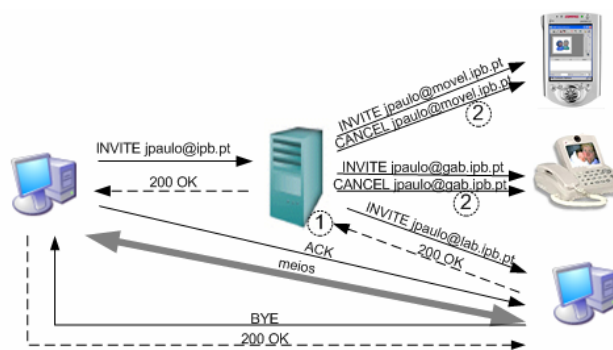 INVITE jpaulo@movel.ipb.pt
CANCEL jpaulo@movel.ipb.pt
2
INVITE jpaulo@ipb.pt
200 OK
INVITE jpaulo@gab.ipb.pt
CANCEL jpaulo@gab.ipb.pt
2
1
INVITE jpaulo@lab.ipb.pt
200 OK
ACK
meios
BYE
200 OK